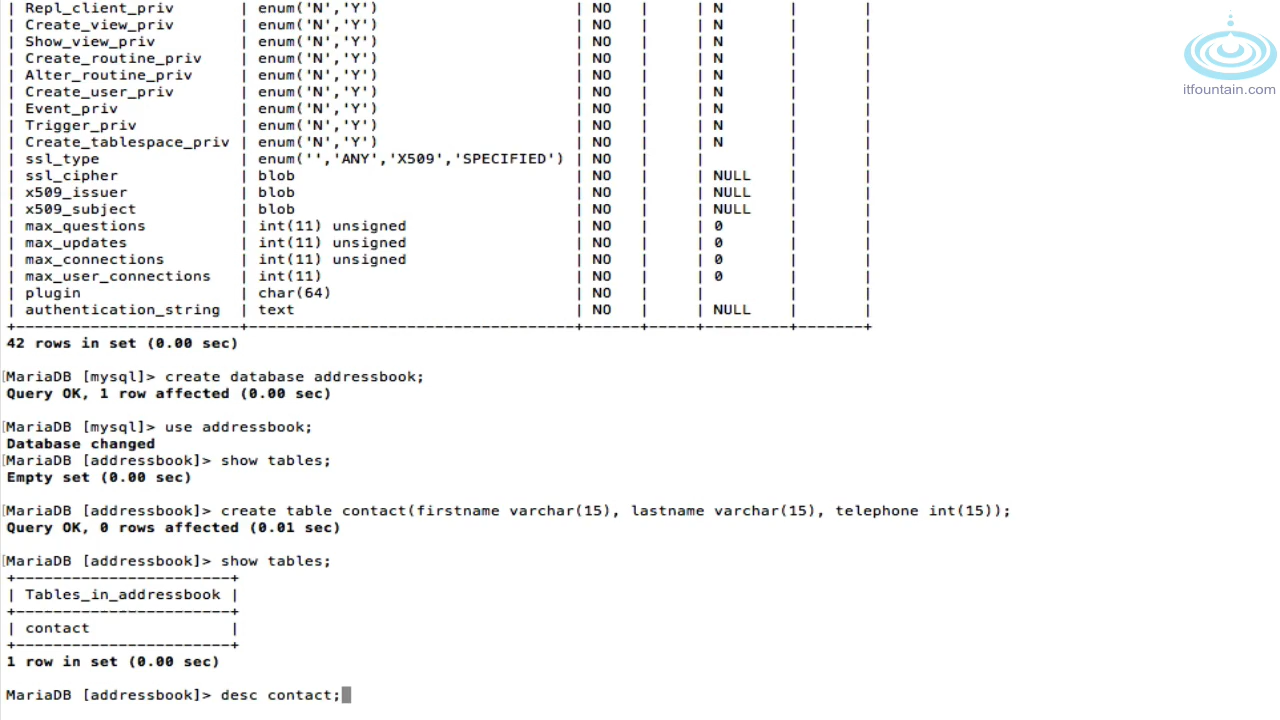 | Repl_client_priv | enum('N','Y') | NO | | N | |
| Create_view_priv | enum('N','Y') | NO | | N | |
| Show_view_priv | enum('N','Y') | NO | | N | |
| Create_routine_priv | enum('N','Y') | NO | | N | |
| Alter_routine_priv | enum('N','Y') | NO | | N | |
| Create_user_priv | enum('N','Y') | NO | | N | |
| Event_priv | enum('N','Y') | NO | | N | |
| Trigger_priv | enum('N','Y') | NO | | N | |
| Create_tablespace_priv | enum('N','Y') | NO | | N | |
| ssl_type | enum('','ANY','X509','SPECIFIED') | NO | | | |
| ssl_cipher | blob | NO | | NULL | |
| x509_issuer | blob | NO | | NULL | |
| x509_subject | blob | NO | | NULL | |
| max_questions | int(11) unsigned | NO | | 0 | |
| max_updates | int(11) unsigned | NO | | 0 | |
| max_connections | int(11) unsigned | NO | | 0 | |
| max_user_connections | int(11) | NO | | 0 | |
| plugin | char(64) | NO | | | |
| authentication_string | text | NO | | NULL | |
+------------------------+-----------------------------------+------+-----+---------+-------+
42 rows in set (0.00 sec)
[MariaDB [mysql]> create database addressbook;
Query OK, 1 row affected (0.00 sec)
[MariaDB [mysql]> use addressbook;
Database changed
[MariaDB [addressbook]> show tables;
Empty set (0.00 sec)
[MariaDB [addressbook]> create table contact(firstname varchar(15), lastname varchar(15), telephone int(15));
Query OK, 0 rows affected (0.01 sec)
[MariaDB [addressbook]> show tables;
+-----------------------+
| Tables_in_addressbook |
+-----------------------+
| contact |
+-----------------------+
1 row in set (0.00 sec)
MariaDB [addressbook]> desc contact;
itfountain.com